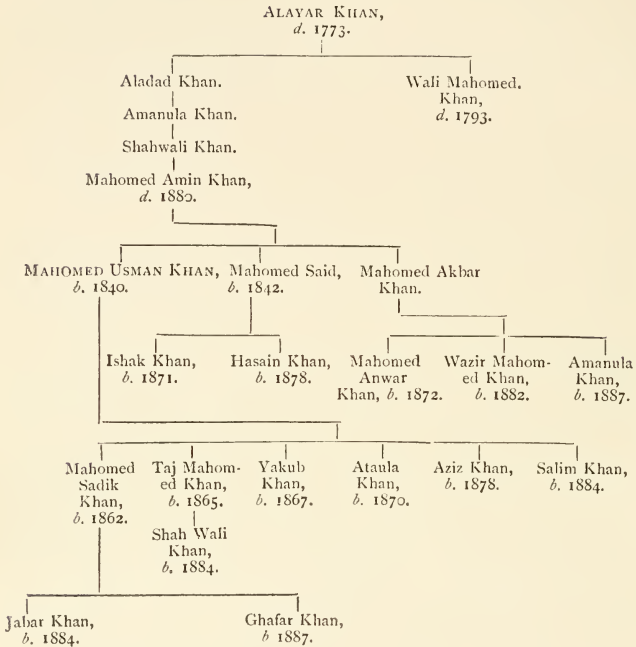 ALAYAR KHAN,
d. 1773.
Aladad Khan.
Wali Mahomed.
Khan,
d. 1793.
Amanula Khan.
Shahwali Khan.
Mahomed Amin Khan,
d. 1880.
MAHOMED USMAN KHAN,
b. 1840.
Mahomed Said,
b. 1842.
Mahomed Akbar
Khan.
Ishak Khan,
b. 1871.
Hasain Khan,
b. 1878.
Mahomed
Anwar
Khan, b. 1872.
Wazir Mahom-
ed Khan,
b. 1882.
Amanula
Khan,
b. 1887.
Mahomed
Sadik
Khan,
b. 1862.
Taj Mahom-
ed Khan,
b. 1865.
Yakub
Khan,
b. 1867.
Ataula
Khan,
b. 1870.
Aziz Khan,
b. 1878.
Salim Khan,
b. 1884.
Shah Wali
Khan,
b. 1884.
Jabar Khan,
b. 1884.
Ghafar Khan,
b 1887.